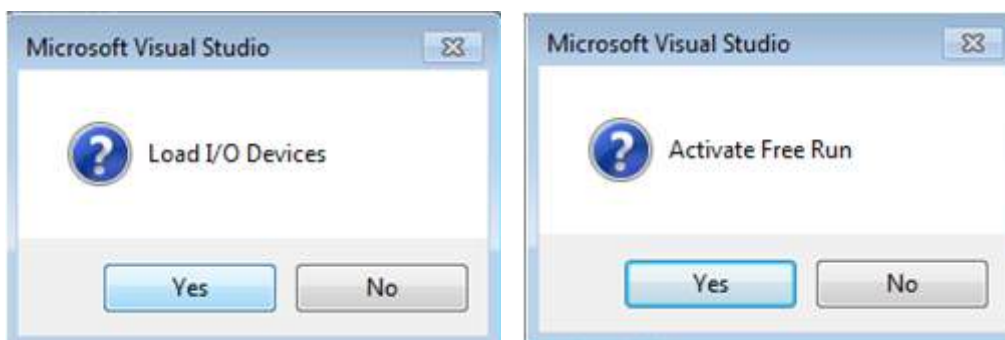 Microsoft Visual Studio
Load I/O Devices
Yes No
Microsoft Visual Studio
Activate Free Run
Yes No